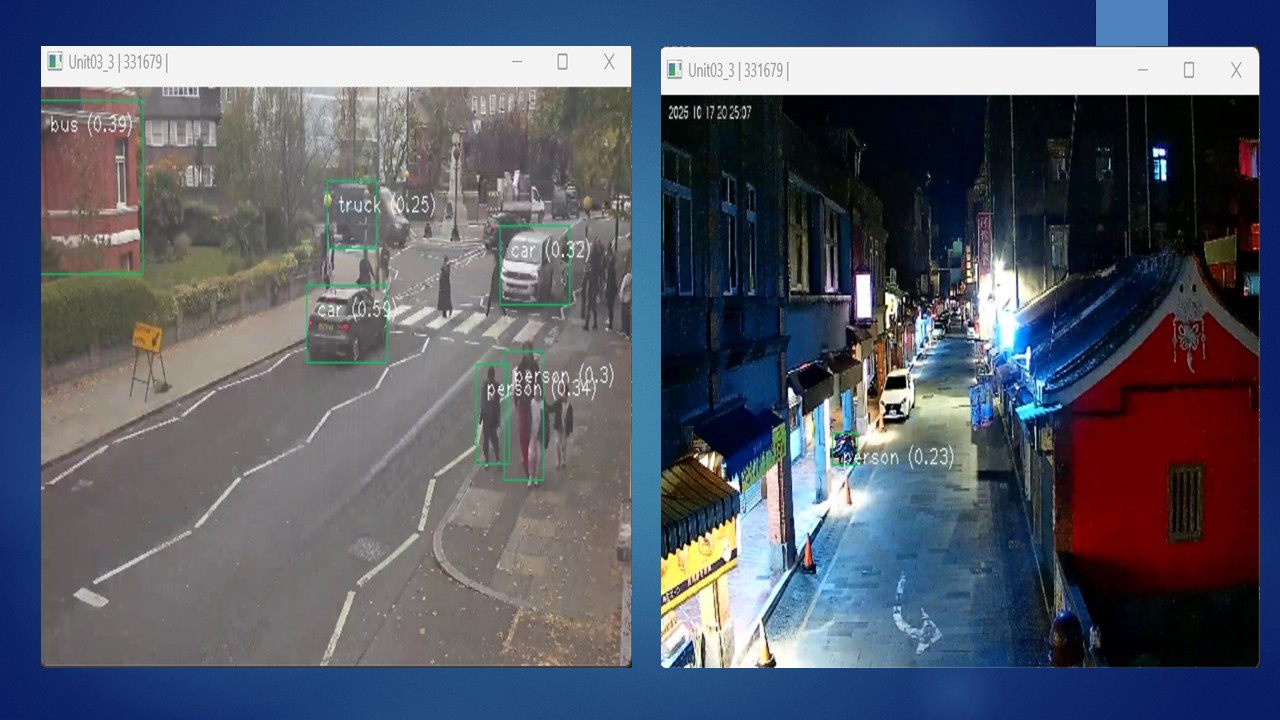 Unit03_3 | 331679 |
bus (0.39)
truck (0.25)
car (0.32)
car (0.59)
person (0.3)
person (0.34)
Unit03_3 | 331679 |
2025 10 17 20 25:07
person (0.23)